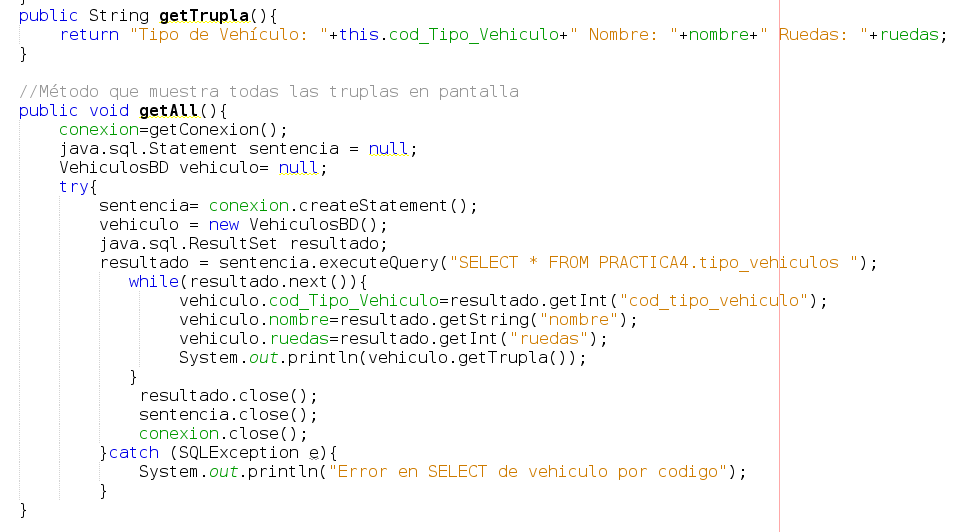 }
public String getTrupla(){
return "Tipo de Vehículo: "+this.cod_Tipo_Vehiculo+" Nombre: "+nombre+" Ruedas: "+ruedas;
}
//Método que muestra todas las truplas en pantalla
public void getAll(){
conexion=getConexion();
java.sql.Statement sentencia = null;
VehiculosBD vehiculo= null;
try{
sentencia= conexion.createStatement();
vehiculo = new VehiculosBD();
java.sql.ResultSet resultado;
resultado = sentencia.executeQuery("SELECT * FROM PRACTICA4.tipo_vehiculos ");
while(resultado.next()){
vehiculo.cod_Tipo_Vehiculo=resultado.getInt("cod_tipo_vehiculo");
vehiculo.nombre=resultado.getString("nombre");
vehiculo.ruedas=resultado.getInt("ruedas");
System.out.println(vehiculo.getTrupla());
}
resultado.close();
sentencia.close();
conexion.close();
}catch (SQLException e){
System.out.println("Error en SELECT de vehiculo por codigo");
}
}